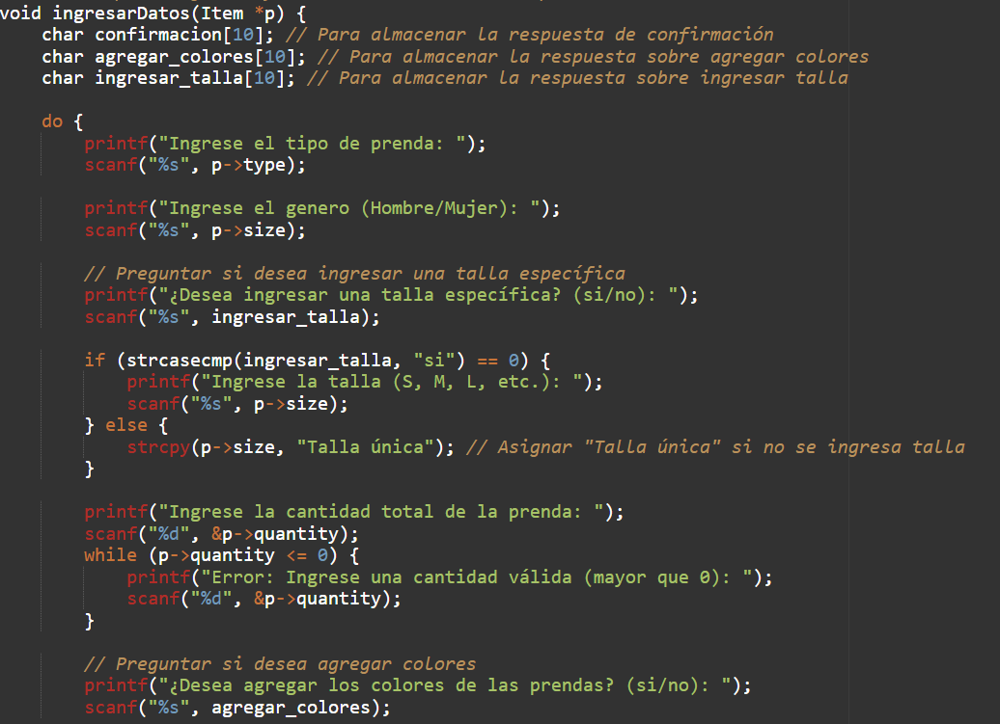 void ingresarDatos(Item *p) {
    char confirmacion[10]; // Para almacenar la respuesta de confirmación
    char agregar_colores[10]; // Para almacenar la respuesta sobre agregar colores
    char ingresar_talla[10]; // Para almacenar la respuesta sobre ingresar talla

    do {
        printf("Ingrese el tipo de prenda: ");
        scanf("%s", p->type);

        printf("Ingrese el genero (Hombre/Mujer): ");
        scanf("%s", p->size);

        // Preguntar si desea ingresar una talla específica
        printf("¿Desea ingresar una talla específica? (si/no): ");
        scanf("%s", ingresar_talla);

        if (strcasecmp(ingresar_talla, "si") == 0) {
            printf("Ingrese la talla (S, M, L, etc.): ");
            scanf("%s", p->size);
        } else {
            strcpy(p->size, "Talla única"); // Asignar "Talla única" si no se ingresa talla
        }

        printf("Ingrese la cantidad total de la prenda: ");
        scanf("%d", &p->quantity);
        while (p->quantity <= 0) {
            printf("Error: Ingrese una cantidad válida (mayor que 0): ");
            scanf("%d", &p->quantity);
        }

        // Preguntar si desea agregar colores
        printf("¿Desea agregar los colores de las prendas? (si/no): ");
        scanf("%s", agregar_colores);